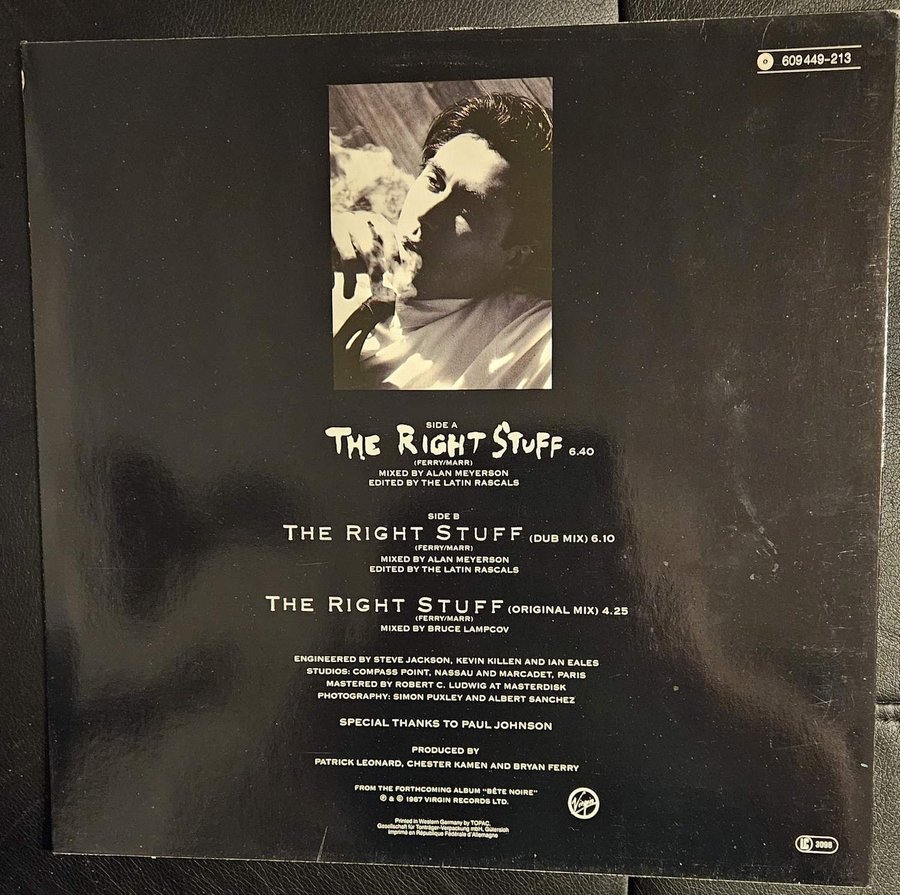 609 449-213
SIDE A
THE RIGHT STUFF 6.40
(FERRY/MARR)
MIXED BY ALAN MEYERSON
EDITED BY THE LATIN RASCALS
SIDE B
THE RIGHT STUFF (DUB MIX) 6.10
(FERRY/MARR)
MIXED BY ALAN MEYERSON
EDITED BY THE LATIN RASCALS
THE RIGHT STUFF (ORIGINAL MIX) 4.25
(FERRY/MARR)
MIXED BY BRUCE LAMPCOV
ENGINEERED BY STEVE JACKSON, KEVIN KILLEN AND IAN EALES
STUDIOS: COMPASS POINT, NASSAU AND MARCADET, PARIS
MASTERED BY ROBERT C. LUDWIG AT MASTERDISK
PHOTOGRAPHY: SIMON PUXLEY AND ALBERT SANCHEZ
SPECIAL THANKS TO PAUL JOHNSON
PRODUCED BY
PATRICK LEONARD, CHESTER KAMEN AND BRYAN FERRY
FROM THE FORTHCOMING ALBUM "BÊTE NOIRE"
℗ & © 1987 VIRGIN RECORDS LTD.
Virgin
Printed in Western Germany by TOPAC,
Gesellschaft für Tonträger-Verpackung mbH, Gütersloh
Imprimé en République Fédérale d'Allemagne
LC 3098